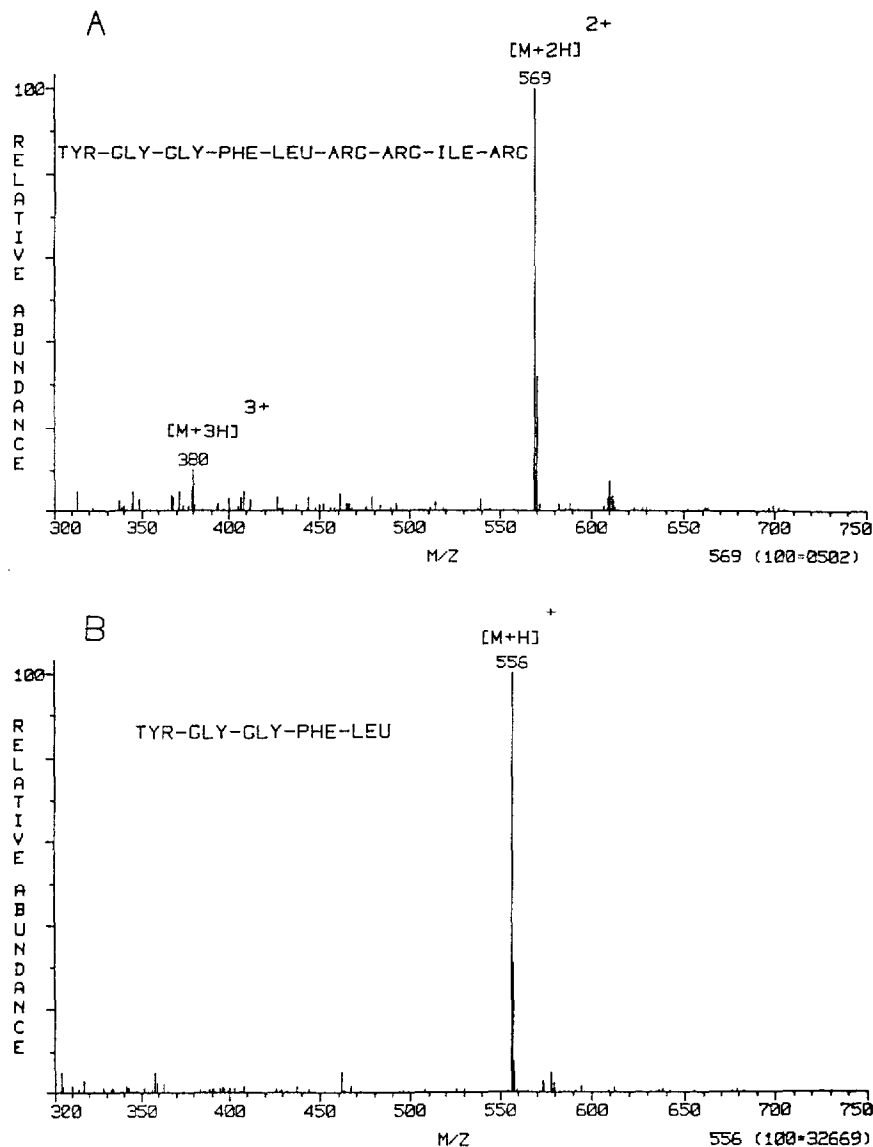 A
[M+2H] 2+
569
100
TYR-GLY-GLY-PHE-LEU-ARG-ARG-ILE-ARG
RELATIVE ABUNDANCE
3+
[M+3H]
380
300 350 400 450 500 550 600 650 700 750
M/Z
569 (100=0502)
B
+
[M+H]
556
100
TYR-GLY-GLY-PHE-LEU
RELATIVE ABUNDANCE
300 350 400 450 500 550 600 650 700 750
M/Z
556 (100=32669)